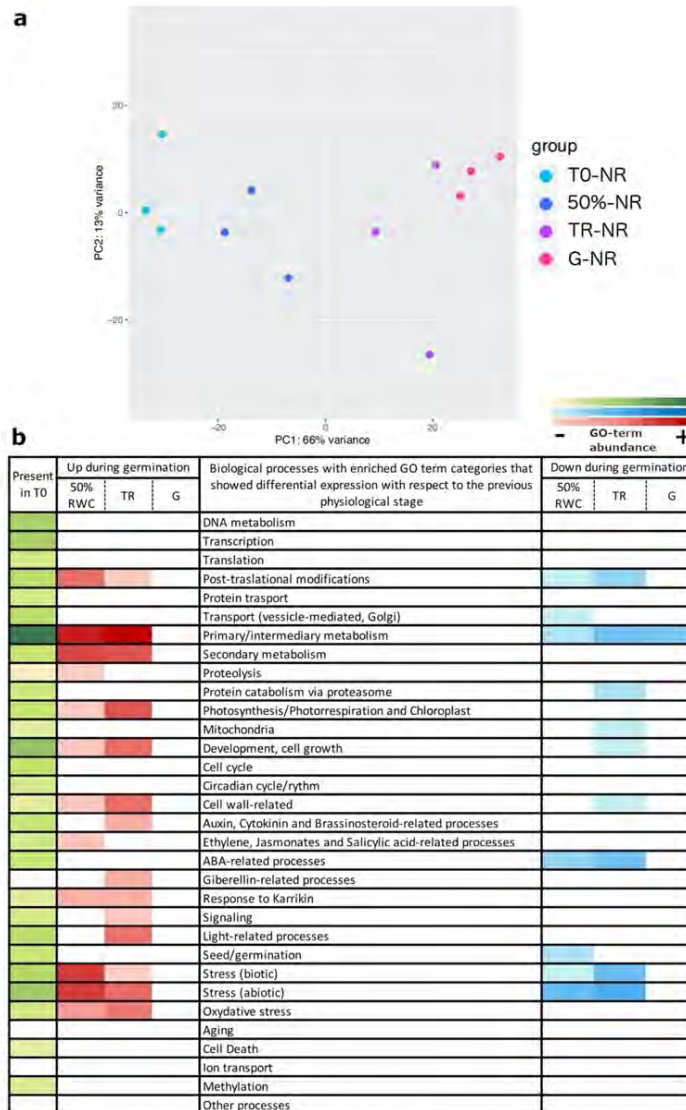 a
20
0
-20
PC2: 13% variance
-20
0
20
PC1: 66% variance
group
T0-NR
50%-NR
TR-NR
G-NR
b
- GO-term +
abundance
Present
in T0
Up during germination
50%
RWC
TR
G
Biological processes with enriched GO term categories that
showed differential expression with respect to the previous
physiological stage
Down during germination
50%
RWC
TR
G
DNA metabolism
Transcription
Translation
Post-traslational modifications
Protein trasport
Transport (vessicle-mediated, Golgi)
Primary/intermediary metabolism
Secondary metabolism
Proteolysis
Protein catabolism via proteasome
Photosynthesis/Photorrespiration and Chloroplast
Mitochondria
Development, cell growth
Cell cycle
Circadian cycle/rythm
Cell wall-related
Auxin, Cytokinin and Brassinosteroid-related processes
Ethylene, Jasmonates and Salicylic acid-related processes
ABA-related processes
Giberellin-related processes
Response to Karrikin
Signaling
Light-related processes
Seed/germination
Stress (biotic)
Stress (abiotic)
Oxydative stress
Aging
Cell Death
Ion transport
Methylation
Other processes